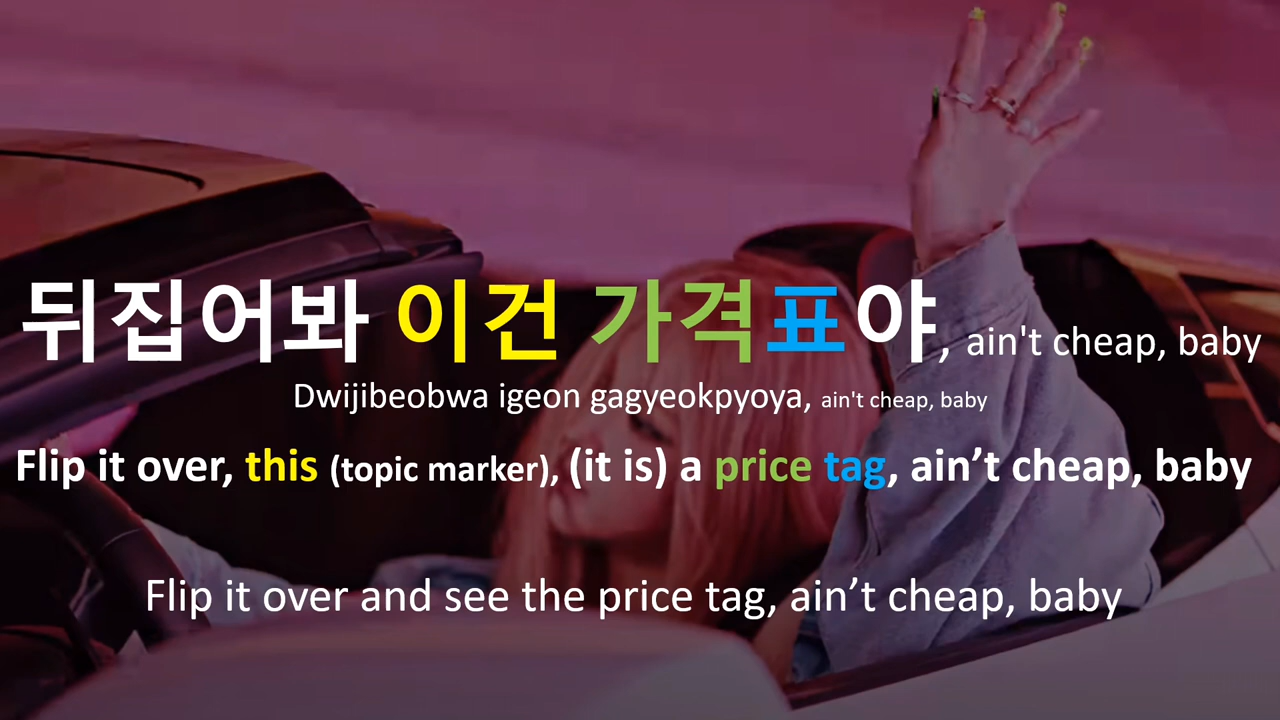 뒤집어봐 이건 가격표야, ain't cheap, baby
Dwijibeobwa igeon gagyeokpyoya, ain't cheap, baby
Flip it over, this (topic marker), (it is) a price tag, ain’t cheap, baby
Flip it over and see the price tag, ain’t cheap, baby